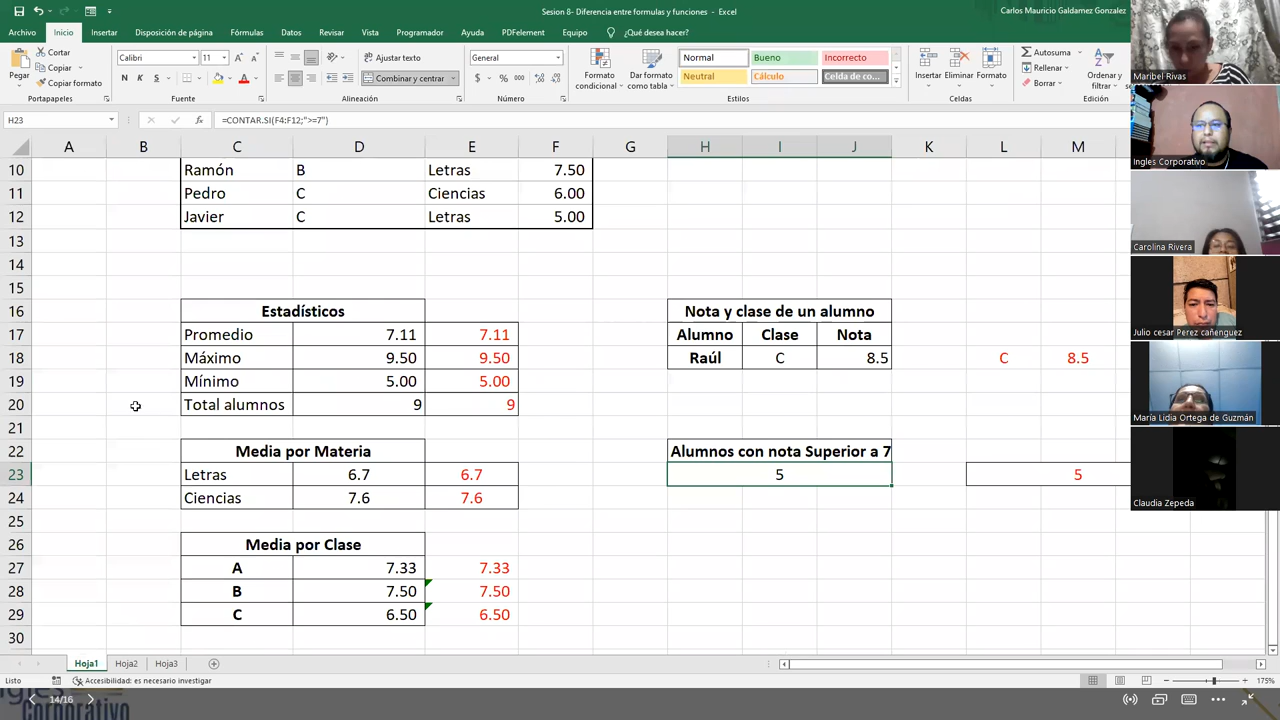 Sesion 8- Diferencia entre formulas y funciones - Excel
Carlos Mauricio Galdamez Gonzalez
Archivo Inicio Insertar Disposición de página Fórmulas Datos Revisar Vista Programador Ayuda PDFelement Equipo ¿Qué desea hacer?
Pegar
Cortar
Copiar
Copiar formato
Portapapeles
Calibri 11
N K S
Fuente
Ajustar texto
Combinar y centrar
Alineación
General
$ % 000
Número
Formato condicional
Dar formato como tabla
Normal Bueno Incorrecto
Neutral Cálculo Celda de co...
Estilos
Insertar Eliminar Formato
Celdas
Autosuma
Rellenar
Borrar
Ordenar y filtrar
Edición
H23 fx =CONTAR.SI(F4:F12;">=7")
A B C D E F G H I J K L M
10 Ramón B Letras 7.50
11 Pedro C Ciencias 6.00
12 Javier C Letras 5.00
13
14
15
16 Estadísticos Nota y clase de un alumno
17 Promedio 7.11 7.11 Alumno Clase Nota
18 Máximo 9.50 9.50 Raúl C 8.5 C 8.5
19 Mínimo 5.00 5.00
20 Total alumnos 9 9
21
22 Media por Materia Alumnos con nota Superior a 7
23 Letras 6.7 6.7 5 5
24 Ciencias 7.6 7.6
25
26 Media por Clase
27 A 7.33 7.33
28 B 7.50 7.50
29 C 6.50 6.50
30
Hoja1 Hoja2 Hoja3
Listo Accesibilidad: es necesario investigar 175%
14/16
Ingles
Corporativo
Maribel Rivas
Ingles Corporativo
Carolina Rivera
Julio cesar Perez cañenguez
María Lidia Ortega de Guzmán
Claudia Zepeda